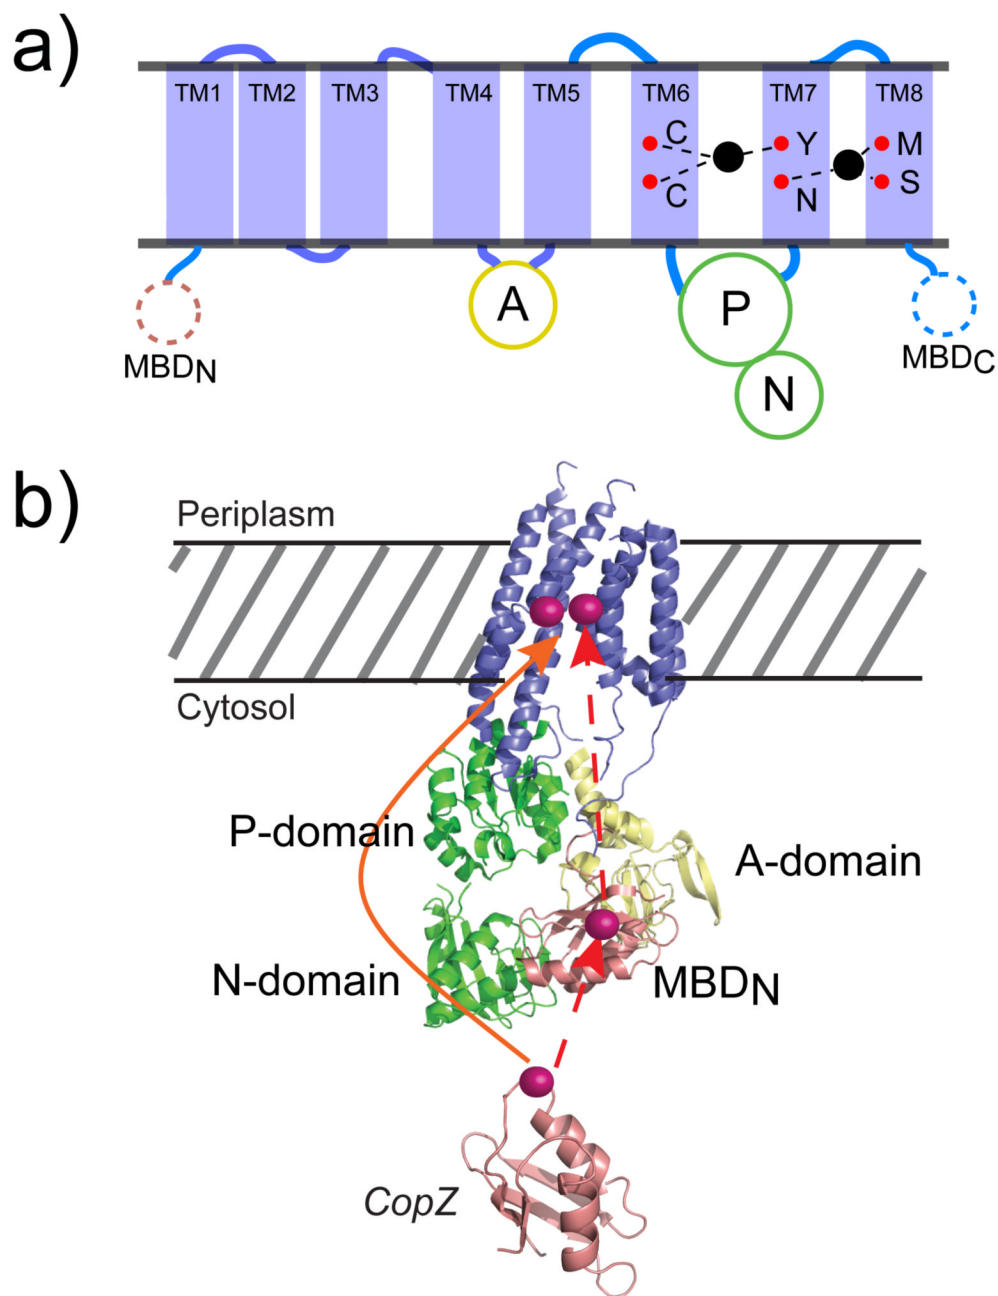 a)
TM1 TM2 TM3 TM4 TM5 TM6 TM7 TM8
C Y M
C N S
A P
N
MBDN
MBDC
b)
Periplasm
Cytosol
P-domain
A-domain
N-domain
MBDN
CopZ